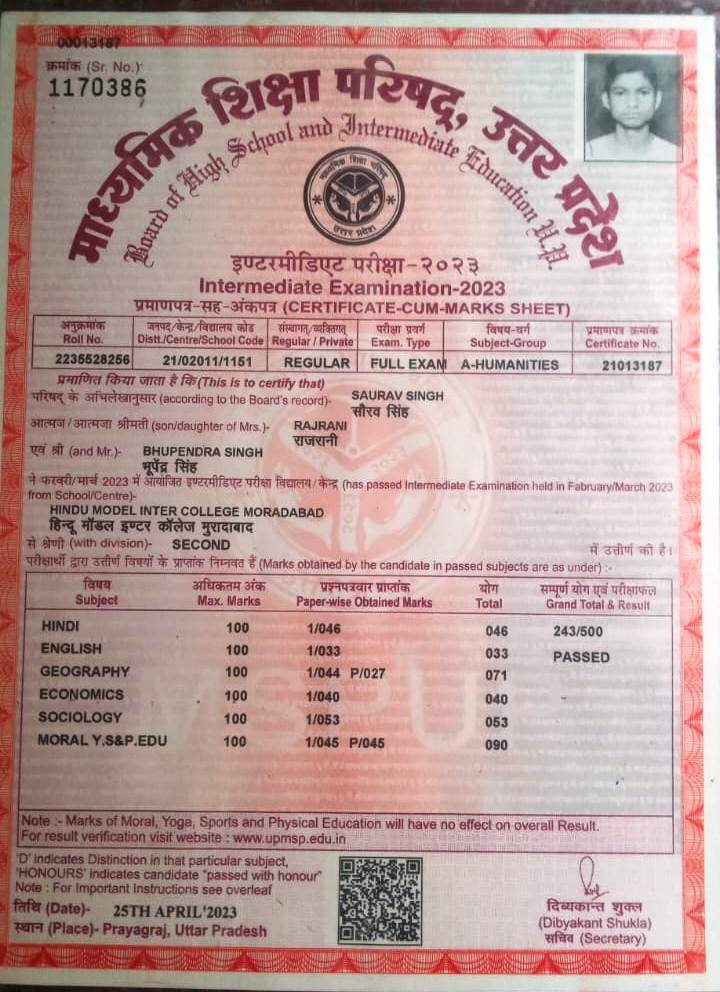 00013187
क्रमांक (Sr. No.)
1170386
माध्यमिक शिक्षा परिषद्, उत्तर प्रदेश
Board of High School and Intermediate Education U.P.
माध्यमिक शिक्षा परिषद्
उत्तर प्रदेश
इण्टरमीडिएट परीक्षा-२०२३
Intermediate Examination-2023
प्रमाणपत्र-सह-अंकपत्र (CERTIFICATE-CUM-MARKS SHEET)
अनुक्रमांक जनपद/केन्द्र/विद्यालय कोड संस्थागत/व्यक्तिगत परीक्षा प्रवर्ग विषय-वर्ग प्रमाणपत्र क्रमांक
Roll No. Distt./Centre/School Code Regular / Private Exam. Type Subject-Group Certificate No.
2235528256 21/02011/1151 REGULAR FULL EXAM A-HUMANITIES 21013187
प्रमाणित किया जाता है कि (This is to certify that)
परिषद् के अभिलेखानुसार (according to the Board's record)- SAURAV SINGH
सौरव सिंह
आत्मज/आत्मजा श्रीमती (son/daughter of Mrs.)- RAJRANI
राजरानी
एवं श्री (and Mr.)- BHUPENDRA SINGH
भूपेंद्र सिंह
ने फरवरी/मार्च 2023 में आयोजित इण्टरमीडिएट परीक्षा विद्यालय/केन्द्र (has passed Intermediate Examination held in February/March 2023
from School/Centre)-
HINDU MODEL INTER COLLEGE MORADABAD
हिन्दू मॉडल इण्टर कॉलेज मुरादाबाद
से श्रेणी (with division)- SECOND में उत्तीर्ण की है।
परीक्षार्थी द्वारा उत्तीर्ण विषयों के प्राप्तांक निम्नवत हैं (Marks obtained by the candidate in passed subjects are as under) :-
विषय अधिकतम अंक प्रश्नपत्रवार प्राप्तांक योग सम्पूर्ण योग एवं परीक्षाफल
Subject Max. Marks Paper-wise Obtained Marks Total Grand Total & Result
HINDI 100 1/046 046 243/500
ENGLISH 100 1/033 033 PASSED
GEOGRAPHY 100 1/044 P/027 071
ECONOMICS 100 1/040 040
SOCIOLOGY 100 1/053 053
MORAL Y.S&P.EDU 100 1/045 P/045 090
Note :- Marks of Moral, Yoga, Sports and Physical Education will have no effect on overall Result.
For result verification visit website : www.upmsp.edu.in
'D' indicates Distinction in that particular subject,
'HONOURS' indicates candidate "passed with honour"
Note : For Important Instructions see overleaf
तिथि (Date)- 25TH APRIL'2023
स्थान (Place)- Prayagraj, Uttar Pradesh
दिब्यकान्त शुक्ल
(Dibyakant Shukla)
सचिव (Secretary)